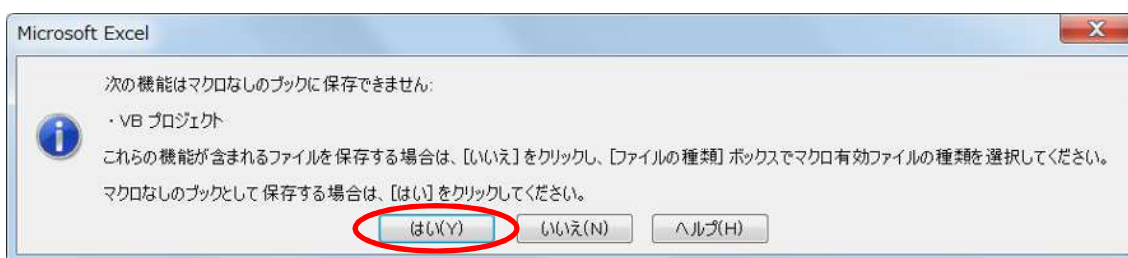 Microsoft Excel
次の機能はマクロなしのブックに保存できません:
・VB プロジェクト
これらの機能が含まれるファイルを保存する場合は、[いいえ] をクリックし、[ファイルの種類] ボックスでマクロ有効ファイルの種類を選択してください。
マクロなしのブックとして保存する場合は、[はい] をクリックしてください。
はい(Y) いいえ(N) ヘルプ(H)